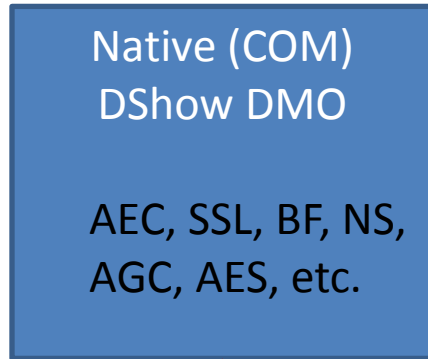 Native (COM)
DShow DMO
AEC, SSL, BF, NS,
AGC, AES, etc.